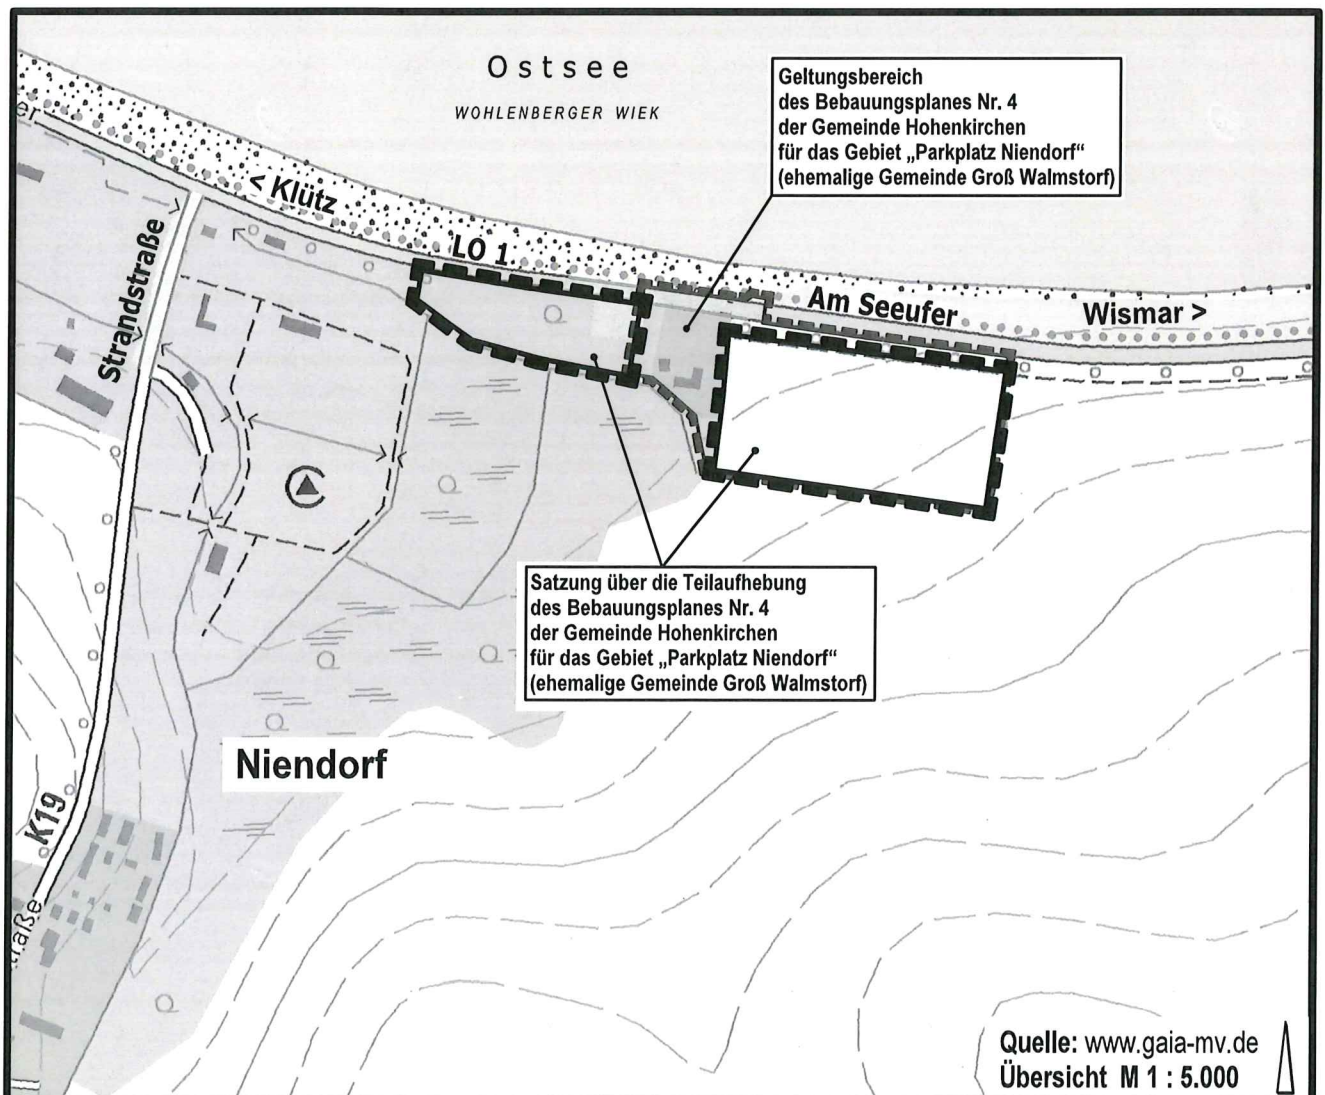 Ostsee
WOHLENBERGER WIEK
Geltungsbereich
des Bebauungsplanes Nr. 4
der Gemeinde Hohenkirchen
für das Gebiet „Parkplatz Niendorf“
(ehemalige Gemeinde Groß Walmstorf)
er
< Klütz
LO 1
Strandstraße
Am Seeufer
Wismar >
Satzung über die Teilaufhebung
des Bebauungsplanes Nr. 4
der Gemeinde Hohenkirchen
für das Gebiet „Parkplatz Niendorf“
(ehemalige Gemeinde Groß Walmstorf)
Niendorf
K19
traße
Quelle: www.gaia-mv.de
Übersicht M 1 : 5.000